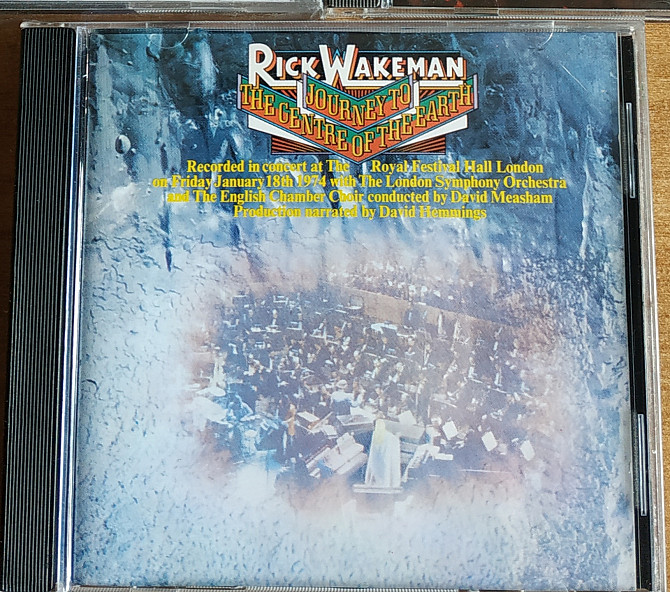 RICK WAKEMAN
JOURNEY TO
THE CENTRE OF THE EARTH
Recorded in concert at The Royal Festival Hall London
on Friday January 18th 1974 with The London Symphony Orchestra
and The English Chamber Choir conducted by David Measham
Production narrated by David Hemmings